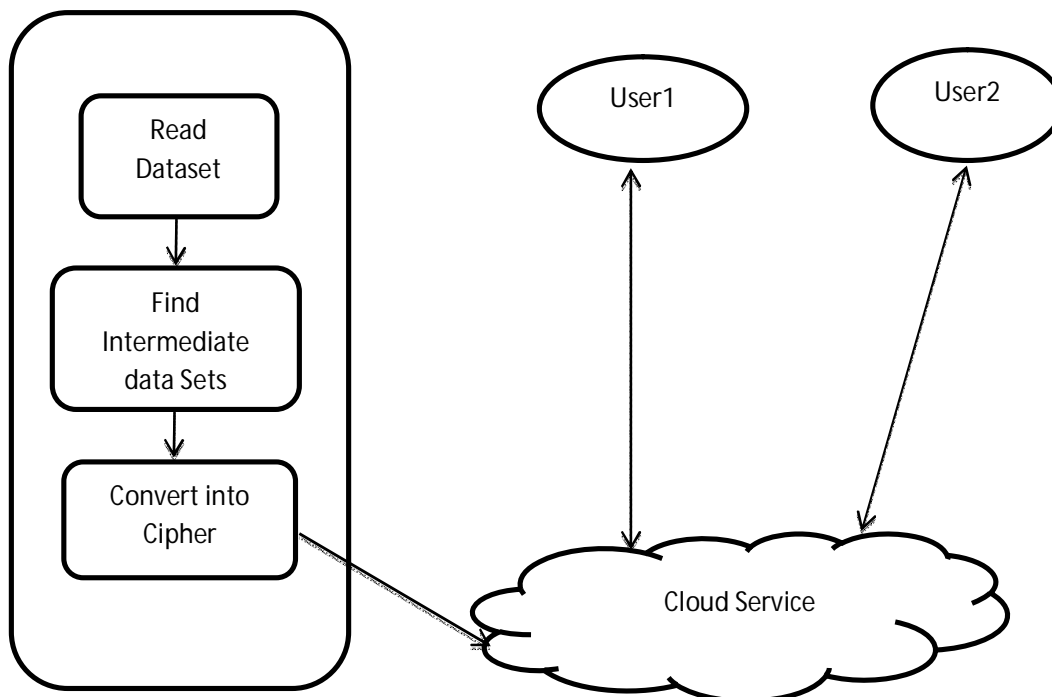 Read
Dataset
Find
Intermediate
data Sets
Convert into
Cipher
User1
User2
Cloud Service